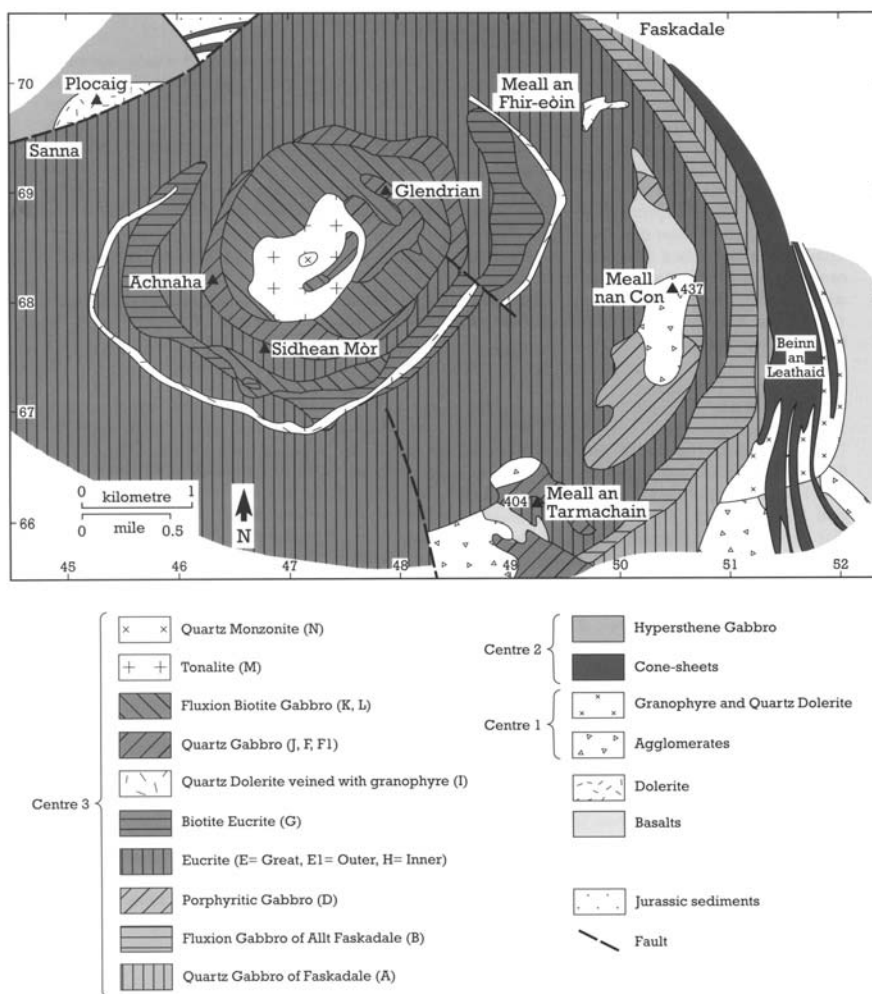 Faskadale
70
Plocaig
Meall an
Fhir-eòin
Sanna
69
Glendrian
Achnaha
68
Meall
nan Con
437
Sidhean Mòr
Beinn
an
Leathaid
67
0 kilometre 1
0 mile 0.5
N
66
404
Meall an
Tarmachain
45 46 47 48 49 50 51 52
Centre 3
Quartz Monzonite (N)
Tonalite (M)
Fluxion Biotite Gabbro (K, L)
Quartz Gabbro (J, F, F1)
Quartz Dolerite veined with granophyre (I)
Biotite Eucrite (G)
Eucrite (E= Great, E1= Outer, H= Inner)
Porphyritic Gabbro (D)
Fluxion Gabbro of Allt Faskadale (B)
Quartz Gabbro of Faskadale (A)
Centre 2
Hypersthene Gabbro
Cone-sheets
Centre 1
Granophyre and Quartz Dolerite
Agglomerates
Dolerite
Basalts
Jurassic sediments
Fault